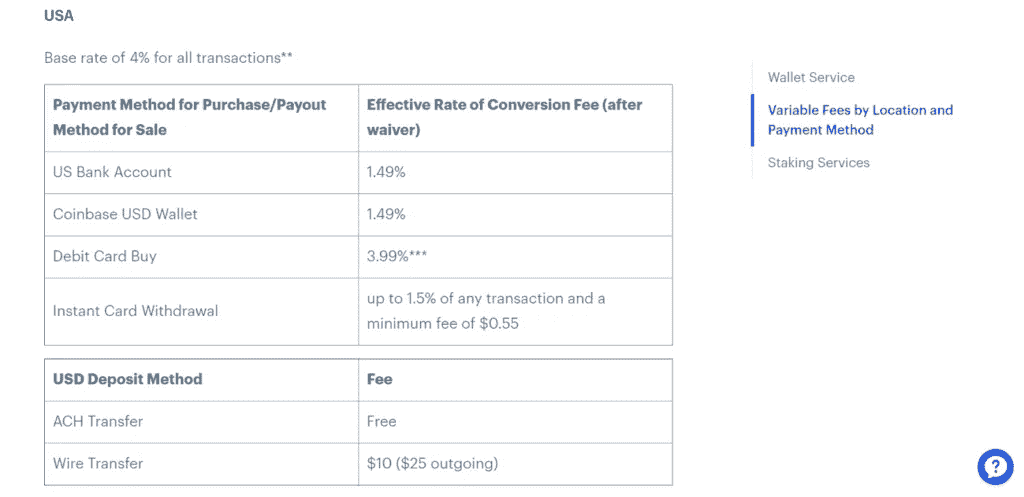 USA
Base rate of 4% for all transactions**
Payment Method for Purchase/Payout
Method for Sale
Effective Rate of Conversion Fee (after
waiver)
US Bank Account
1.49%
Coinbase USD Wallet
1.49%
Debit Card Buy
3.99%***
Instant Card Withdrawal
up to 1.5% of any transaction and a
minimum fee of $0.55
USD Deposit Method
Fee
ACH Transfer
Free
Wire Transfer
$10 ($25 outgoing)
Wallet Service
Variable Fees by Location and
Payment Method
Staking Services
?